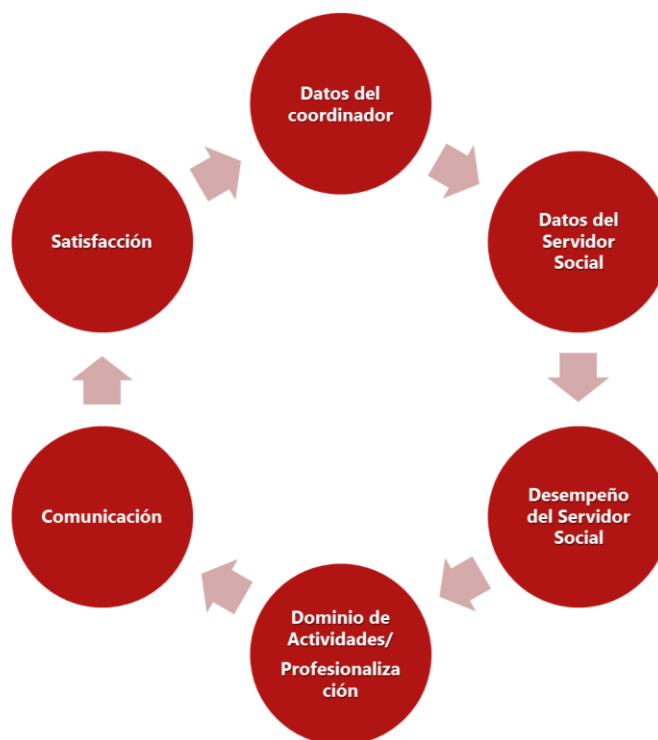 Datos del
coordinador
Datos del
Servidor
Social
Desempeño
del Servidor
Social
Dominio de
Actividades/
Profesionaliza
ción
Comunicación
Satisfacción